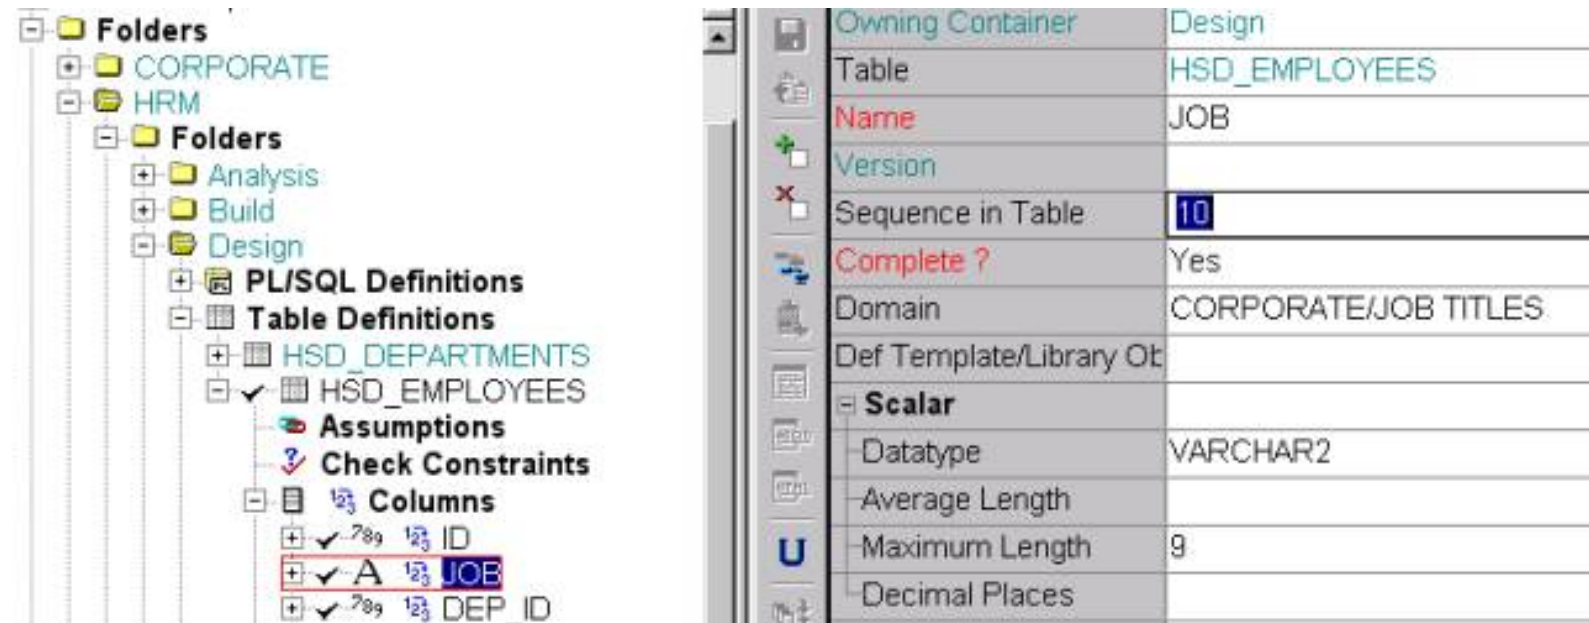 Folders
CORPORATE
HRM
Folders
Analysis
Build
Design
PL/SQL Definitions
Table Definitions
HSD_DEPARTMENTS
HSD_EMPLOYEES
Assumptions
Check Constraints
Columns
789 ID
A JOB
789 DEP_ID
U
Owning Container Design
Table HSD_EMPLOYEES
Name JOB
Version
Sequence in Table 10
Complete ? Yes
Domain CORPORATE/JOB TITLES
Def Template/Library Ob
Scalar
Datatype VARCHAR2
Average Length
Maximum Length 9
Decimal Places